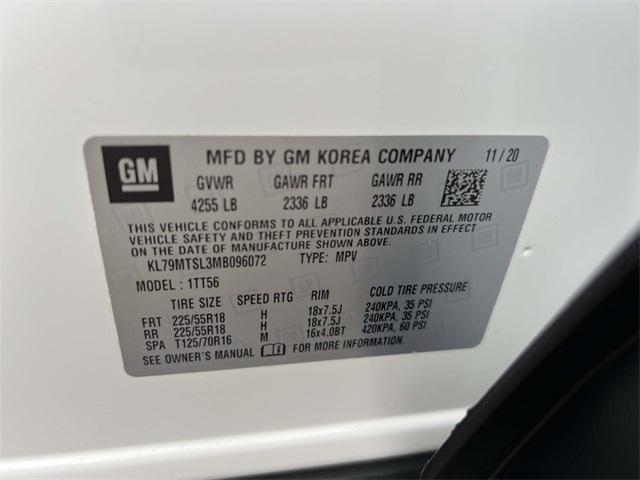 GM MFD BY GM KOREA COMPANY 11/20
GVWR GAWR FRT GAWR RR
4255 LB 2336 LB 2336 LB
THIS VEHICLE CONFORMS TO ALL APPLICABLE U.S. FEDERAL MOTOR
VEHICLE SAFETY AND THEFT PREVENTION STANDARDS IN EFFECT
ON THE DATE OF MANUFACTURE SHOWN ABOVE.
KL79MTSL3MB096072 TYPE: MPV
MODEL : 1TT56
TIRE SIZE SPEED RTG RIM COLD TIRE PRESSURE
FRT 225/55R18 H 18x7.5J 240KPA, 35 PSI
RR 225/55R18 H 18x7.5J 240KPA, 35 PSI
SPA T125/70R16 M 16x4.0BT 420KPA, 60 PSI
SEE OWNER'S MANUAL FOR MORE INFORMATION.